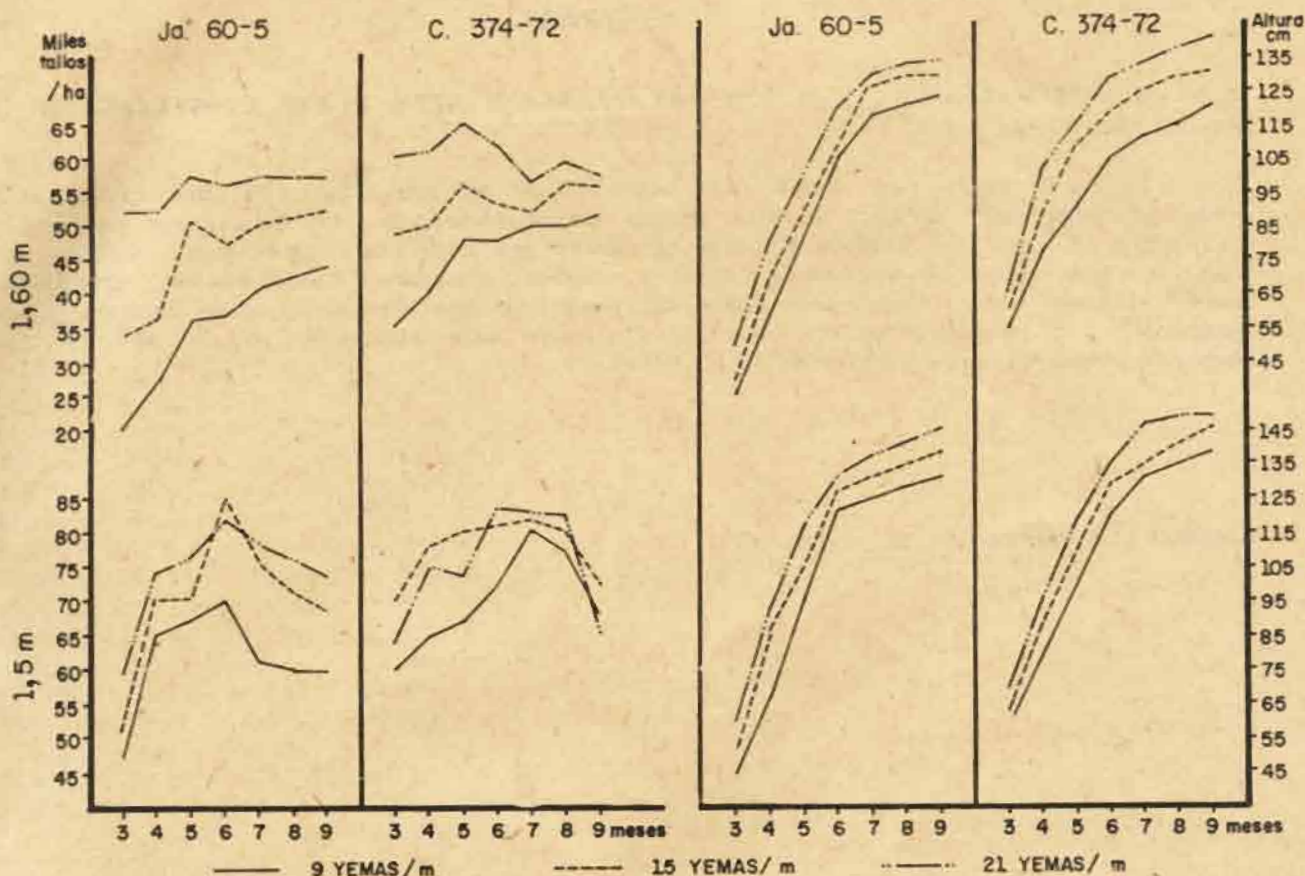 Ja. 60-5
C. 374-72
Ja. 60-5
C. 374-72
Miles
tallos
/ha
Altura
cm
65
60
55
50
45
40
35
30
25
20
85
80
75
70
65
60
55
50
45
1,60 m
1,5 m
135
125
115
105
95
85
75
65
55
45
145
135
125
115
105
95
85
75
65
55
45
3 4 5 6 7 8 9 3 4 5 6 7 8 9 meses
3 4 5 6 7 8 9 3 4 5 6 7 8 9 meses
9 YEMAS/m
15 YEMAS/m
21 YEMAS/m